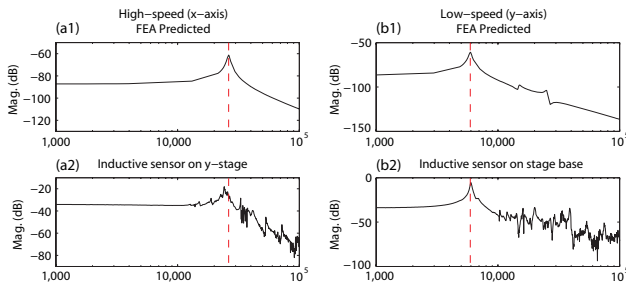 High−speed (x−axis)
(a1) FEA Predicted
Mag. (dB)
−60
−80
−100
−120
1,000 10,000 10^5
Low−speed (y−axis)
(b1) FEA Predicted
Mag. (dB)
−50
−100
−150
1,000 10,000 10^5
(a2) Inductive sensor on y−stage
Mag. (dB)
−20
−40
−60
−80
1,000 10,000 10^5
(b2) Inductive sensor on stage base
Mag. (dB)
0
−50
−100
1,000 10,000 10^5